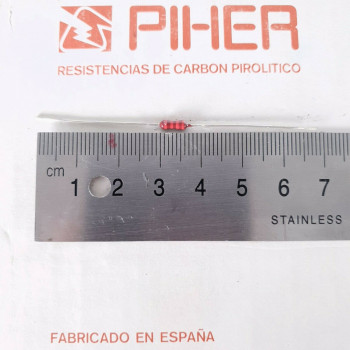 PIHER
RESISTENCIAS DE CARBON PIROLITICO
cm 1 2 3 4 5 6 7
STAINLESS
FABRICADO EN ESPAÑA